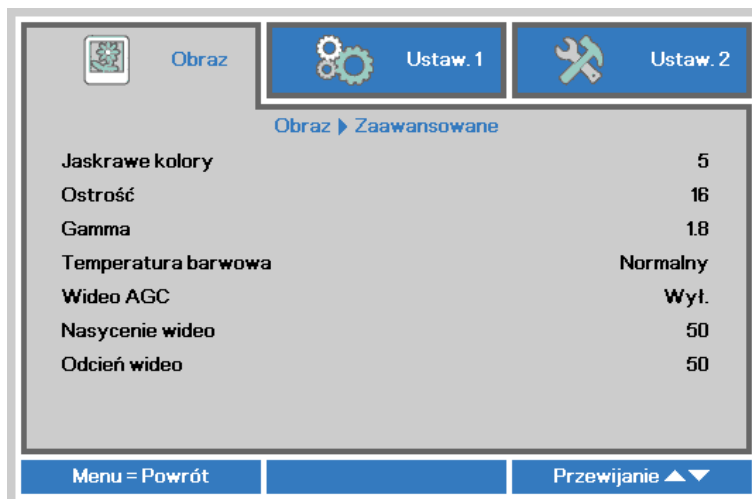 Obraz Ustaw. 1 Ustaw. 2
Obraz Zaawansowane
Jaskrawe kolory 5
Ostrość 16
Gamma 1.8
Temperatura barwowa Normalny
Wideo AGC Wył.
Nasycenie wideo 50
Odcień wideo 50
Menu = Powrót Przewijanie